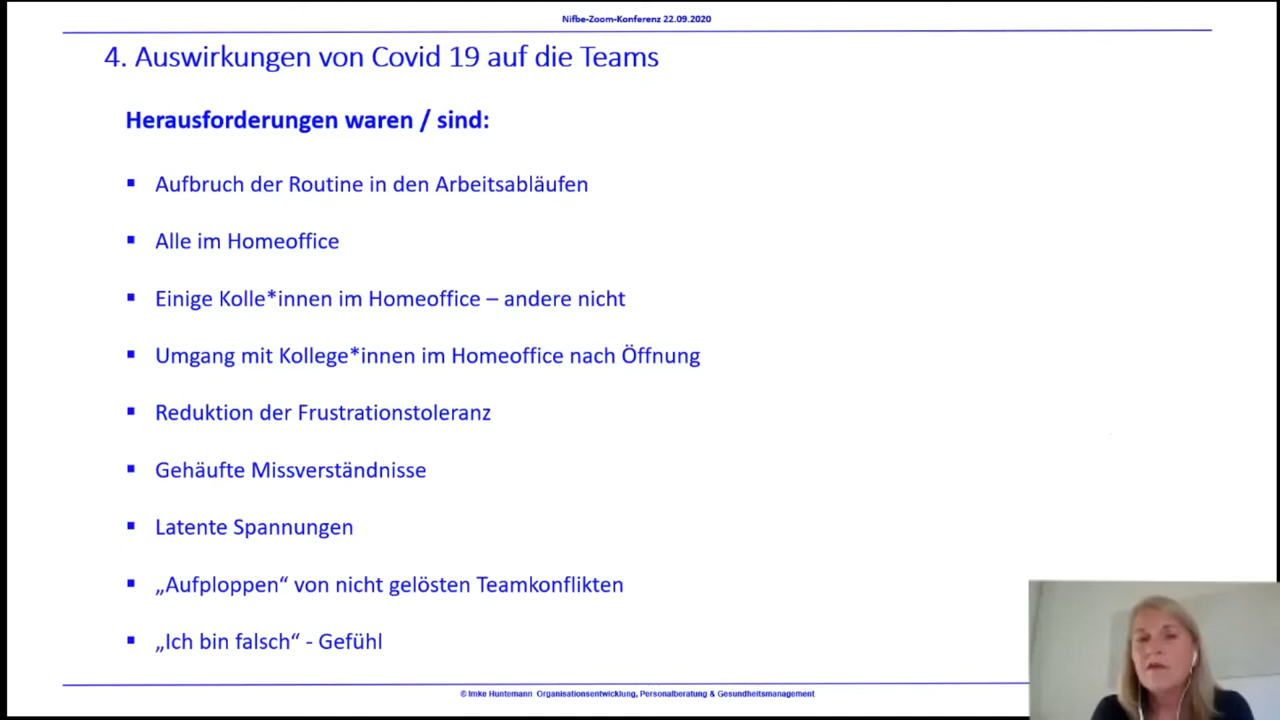 Nifbe-Zoom-Konferenz 22.09.2020
4. Auswirkungen von Covid 19 auf die Teams
Herausforderungen waren / sind:
▪ Aufbruch der Routine in den Arbeitsabläufen
▪ Alle im Homeoffice
▪ Einige Kolle*innen im Homeoffice – andere nicht
▪ Umgang mit Kollege*innen im Homeoffice nach Öffnung
▪ Reduktion der Frustrationstoleranz
▪ Gehäufte Missverständnisse
▪ Latente Spannungen
▪ „Aufploppen“ von nicht gelösten Teamkonflikten
▪ „Ich bin falsch“ - Gefühl
© Imke Huntemann Organisationsentwicklung, Personalberatung & Gesundheitsmanagement